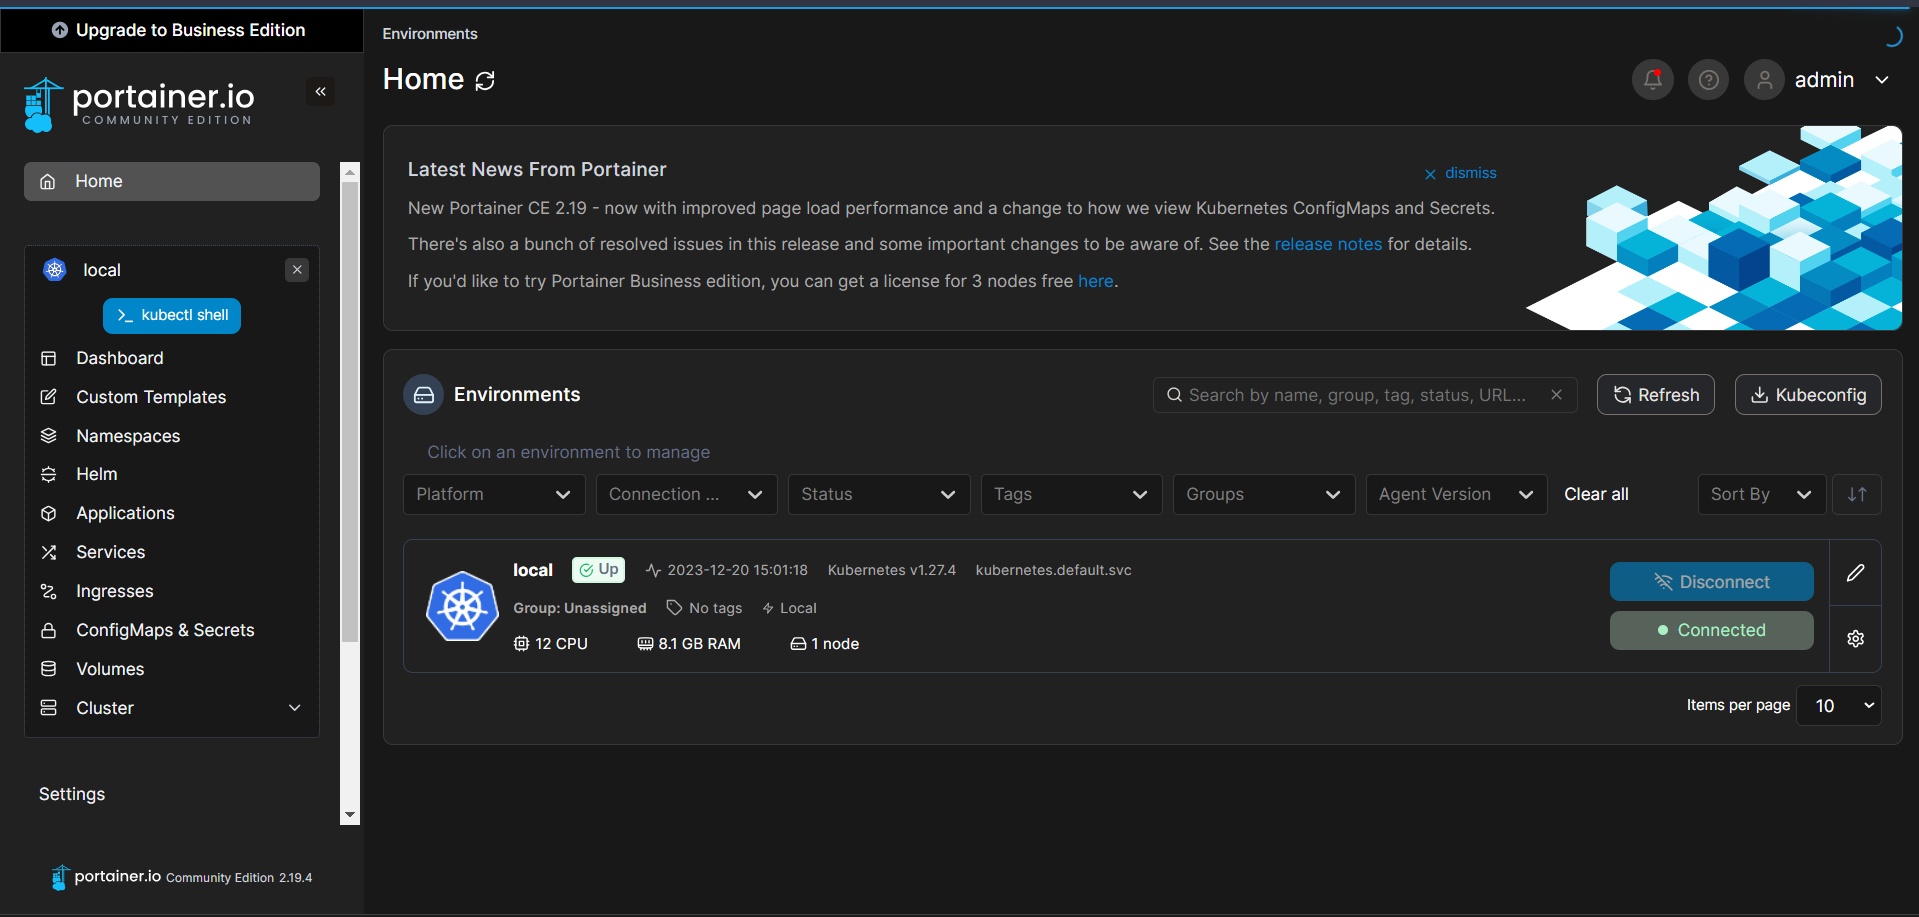 Upgrade to Business Edition
portainer.io
COMMUNITY EDITION
Home
local
kubectl shell
Dashboard
Custom Templates
Namespaces
Helm
Applications
Services
Ingresses
ConfigMaps & Secrets
Volumes
Cluster
Settings
portainer.io Community Edition 2.19.4
Environments
Home
admin
Latest News From Portainer
dismiss
New Portainer CE 2.19 - now with improved page load performance and a change to how we view Kubernetes ConfigMaps and Secrets.
There's also a bunch of resolved issues in this release and some important changes to be aware of. See the release notes for details.
If you'd like to try Portainer Business edition, you can get a license for 3 nodes free here.
Environments
Search by name, group, tag, status, URL...
Refresh
Kubeconfig
Click on an environment to manage
Platform
Connection ...
Status
Tags
Groups
Agent Version
Clear all
Sort By
local Up 2023-12-20 15:01:18 Kubernetes v1.27.4 kubernetes.default.svc
Group: Unassigned No tags Local
12 CPU 8.1 GB RAM 1 node
Disconnect
Connected
Items per page 10